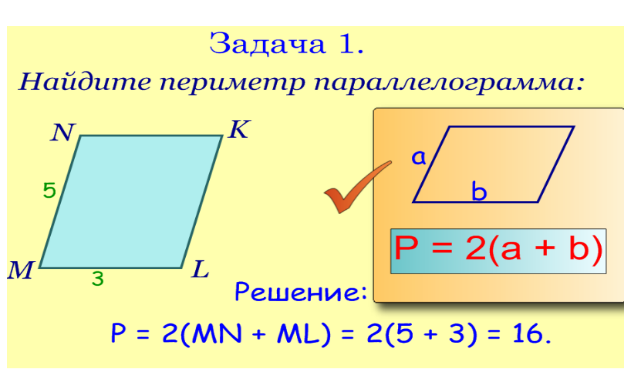 Задача 1.
Найдите периметр параллелограмма:
N
K
5
M
3
L
a
b
P = 2(a + b)
Решение:
P = 2(MN + ML) = 2(5 + 3) = 16.